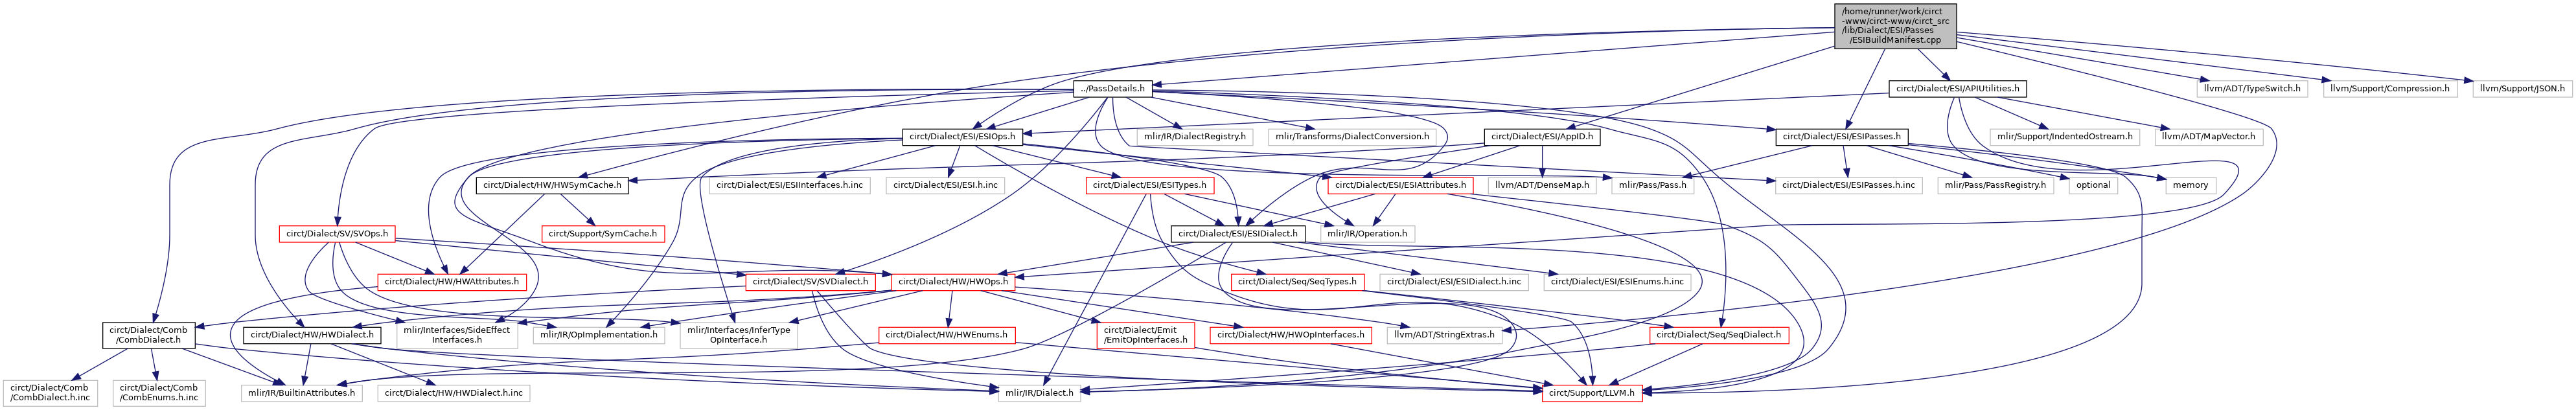 /home/runner/work/circt
-www/circt-www/circt_src
/lib/Dialect/ESI/Passes
/ESIBuildManifest.cpp
../PassDetails.h
circt/Dialect/ESI/APIUtilities.h
llvm/ADT/TypeSwitch.h
llvm/Support/Compression.h
llvm/Support/JSON.h
circt/Dialect/ESI/ESIOps.h
mlir/IR/DialectRegistry.h
mlir/Transforms/DialectConversion.h
circt/Dialect/ESI/AppID.h
circt/Dialect/ESI/ESIPasses.h
mlir/Support/IndentedOstream.h
llvm/ADT/MapVector.h
circt/Dialect/HW/HWSymCache.h
circt/Dialect/ESI/ESIInterfaces.h.inc
circt/Dialect/ESI/ESI.h.inc
circt/Dialect/ESI/ESITypes.h
circt/Dialect/ESI/ESIAttributes.h
llvm/ADT/DenseMap.h
mlir/Pass/Pass.h
circt/Dialect/ESI/ESIPasses.h.inc
mlir/Pass/PassRegistry.h
optional
memory
circt/Dialect/SV/SVOps.h
circt/Support/SymCache.h
circt/Dialect/ESI/ESIDialect.h
mlir/IR/Operation.h
circt/Dialect/HW/HWAttributes.h
circt/Dialect/SV/SVDialect.h
circt/Dialect/HW/HWOps.h
circt/Dialect/Seq/SeqTypes.h
circt/Dialect/ESI/ESIDialect.h.inc
circt/Dialect/ESI/ESIEnums.h.inc
circt/Dialect/Comb
/CombDialect.h
circt/Dialect/HW/HWDialect.h
mlir/Interfaces/SideEffect
Interfaces.h
mlir/IR/OpImplementation.h
mlir/Interfaces/InferType
OpInterface.h
circt/Dialect/HW/HWEnums.h
circt/Dialect/Emit
/EmitOpInterfaces.h
circt/Dialect/HW/HWOpInterfaces.h
llvm/ADT/StringExtras.h
circt/Dialect/Seq/SeqDialect.h
circt/Dialect/Comb
/CombDialect.h.inc
circt/Dialect/Comb
/CombEnums.h.inc
mlir/IR/BuiltinAttributes.h
circt/Dialect/HW/HWDialect.h.inc
mlir/IR/Dialect.h
circt/Support/LLVM.h